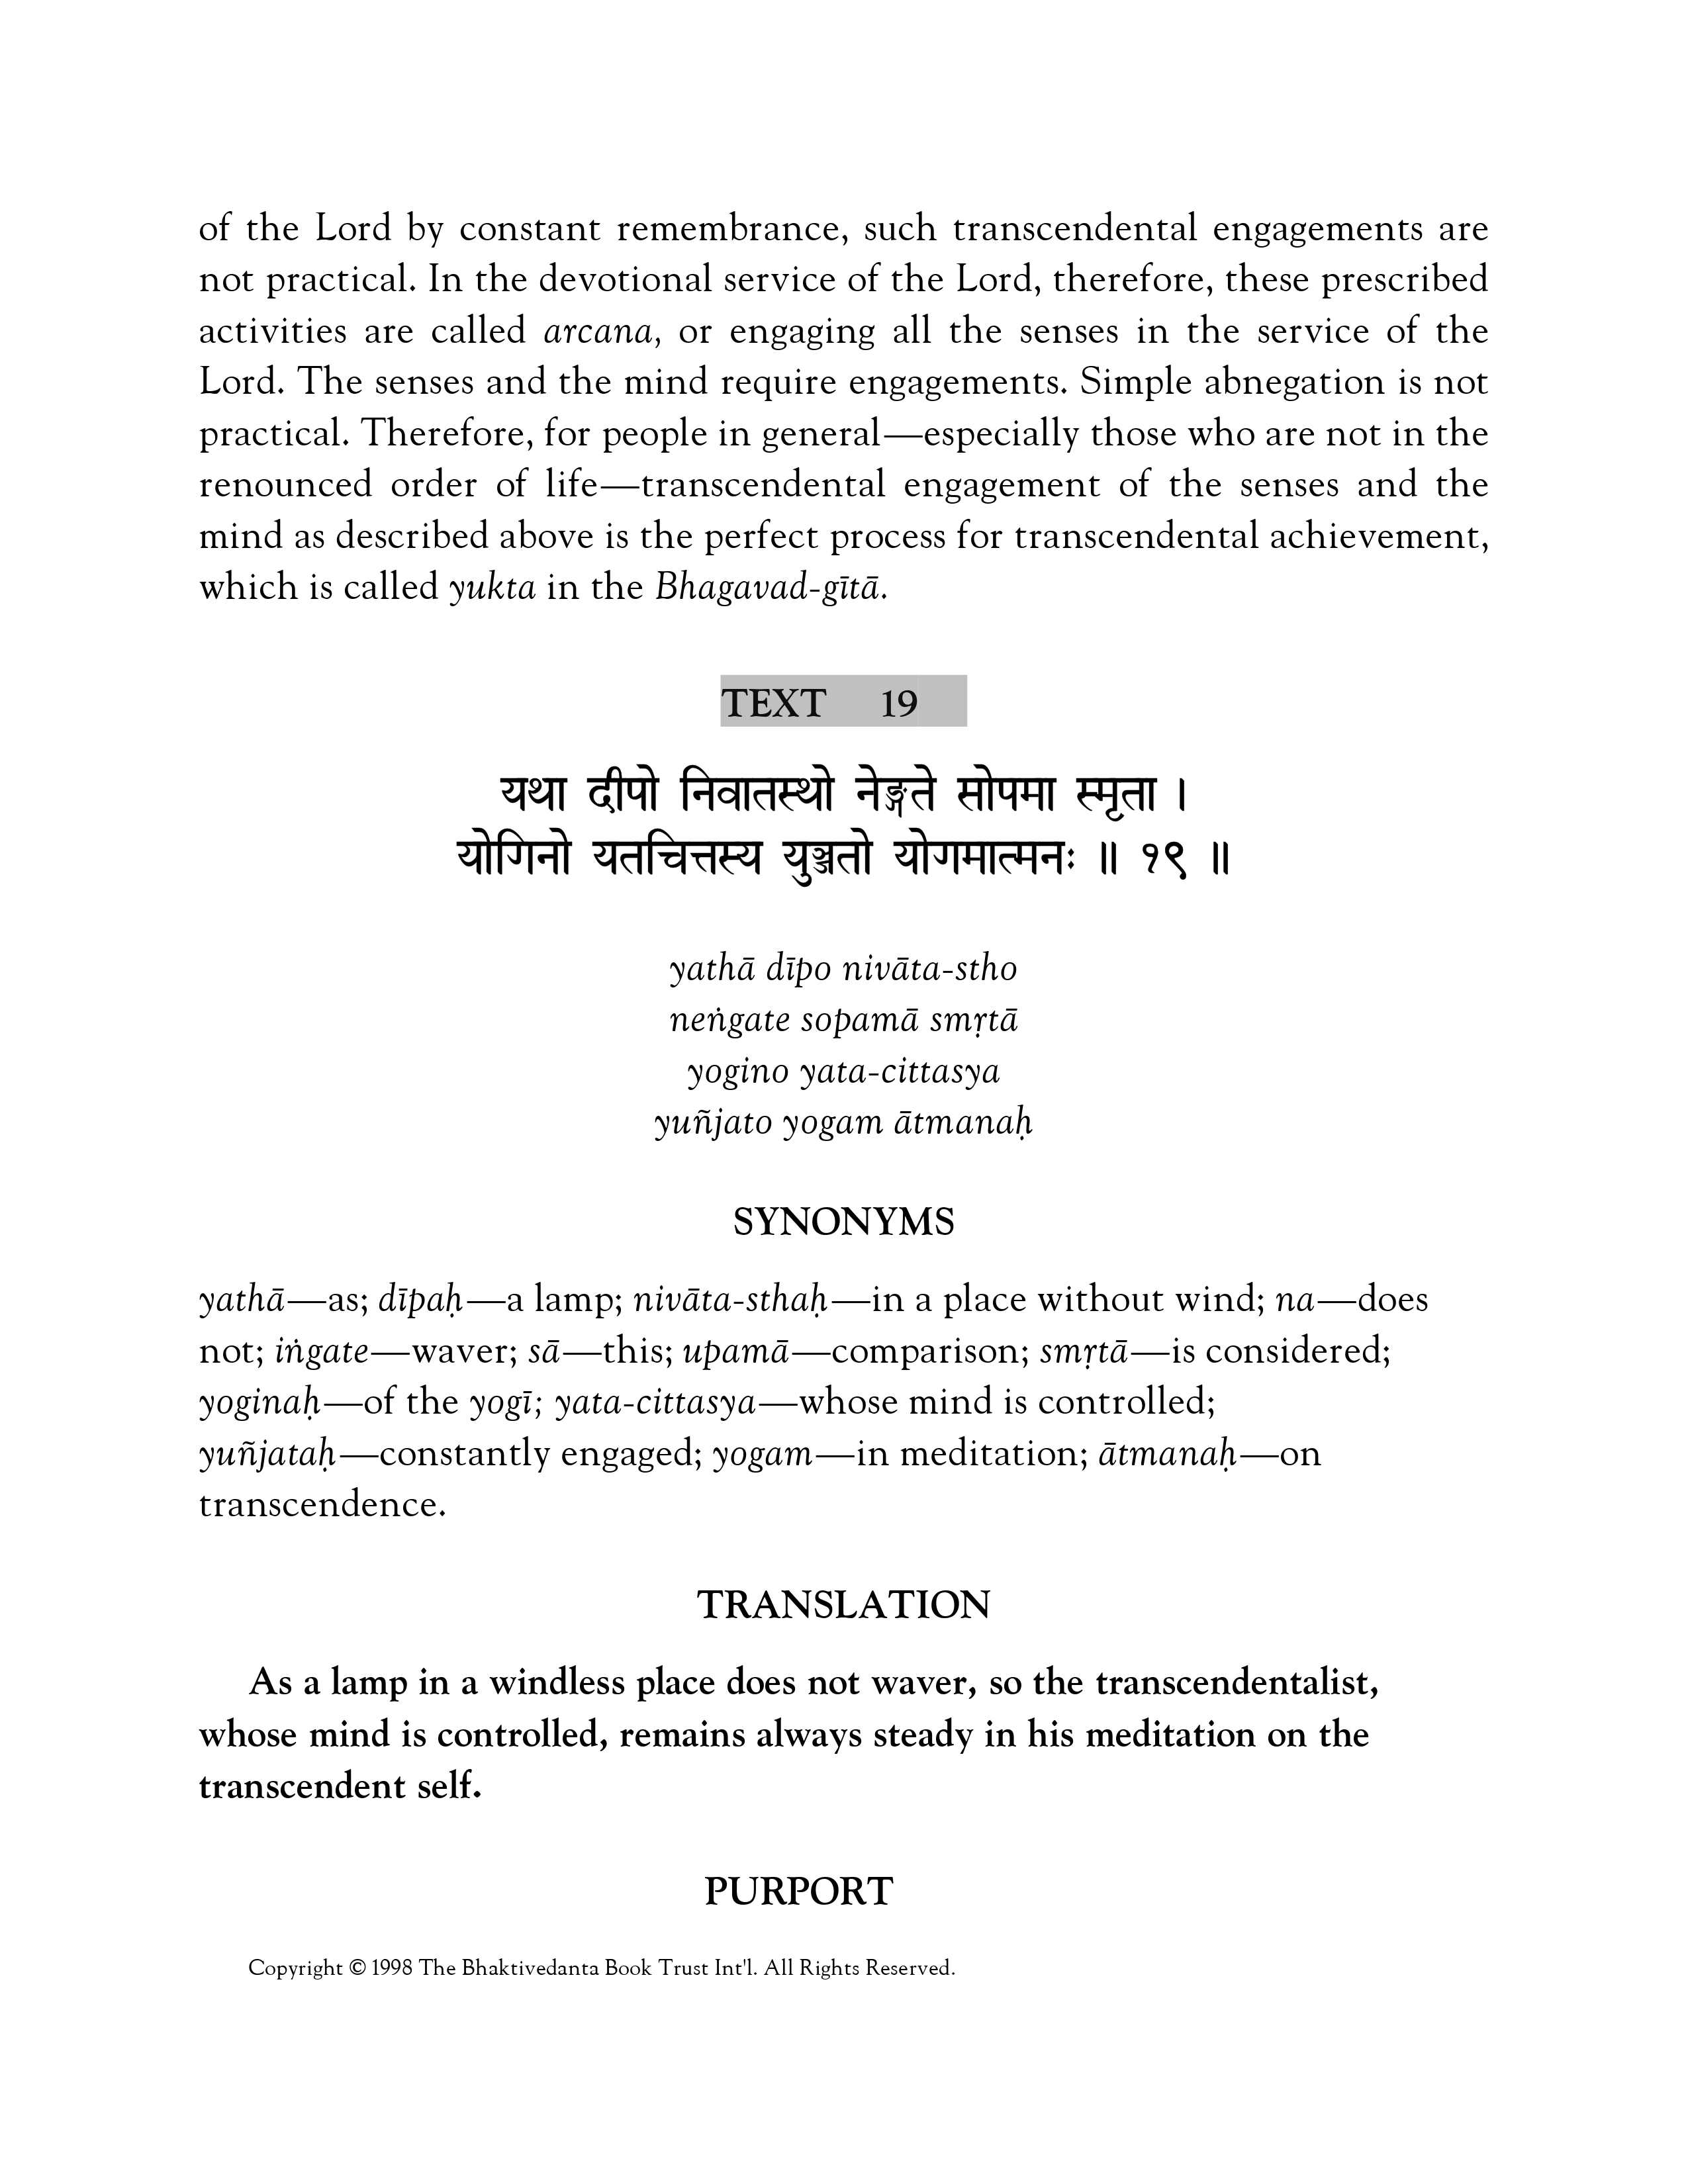 of the Lord by constant remembrance, such transcendental engagements are
not practical. In the devotional service of the Lord, therefore, these prescribed
activities are called arcana, or engaging all the senses in the service of the
Lord. The senses and the mind require engagements. Simple abnegation is not
practical. Therefore, for people in general—especially those who are not in the
renounced order of life—transcendental engagement of the senses and the
mind as described above is the perfect process for transcendental achievement,
which is called yukta in the Bhagavad-gītā.
TEXT 19
यथा दीपो निवातस्थो नेङ्गते सोपमा स्मृता ।
योगिनो यतचित्तस्य युञ्जतो योगमात्मनः ॥ १९ ॥
yathā dīpo nivāta-stho
neṅgate sopamā smṛtā
yogino yata-cittasya
yuñjato yogam ātmanaḥ
SYNONYMS
yathā—as; dīpaḥ—a lamp; nivāta-sthaḥ—in a place without wind; na—does
not; iṅgate—waver; sā—this; upamā—comparison; smṛtā—is considered;
yoginaḥ—of the yogī; yata-cittasya—whose mind is controlled;
yuñjataḥ—constantly engaged; yogam—in meditation; ātmanaḥ—on
transcendence.
TRANSLATION
As a lamp in a windless place does not waver, so the transcendentalist,
whose mind is controlled, remains always steady in his meditation on the
transcendent self.
PURPORT
Copyright © 1998 The Bhaktivedanta Book Trust Int'l. All Rights Reserved.